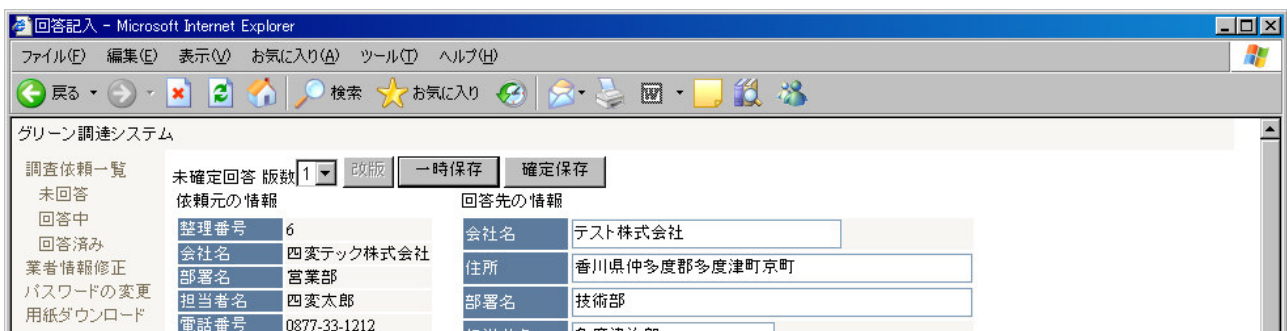 回答記入 - Microsoft Internet Explorer
ファイル(F) 編集(E) 表示(V) お気に入り(A) ツール(T) ヘルプ(H)
戻る 検索 お気に入り
グリーン調達システム
調査依頼一覧
未回答
回答中
回答済み
業者情報修正
パスワードの変更
用紙ダウンロード
未確定回答 版数 1 改版 一時保存 確定保存
依頼元の情報
整理番号 6
会社名 四変テック株式会社
部署名 営業部
担当者名 四変太郎
電話番号 0877-33-1212
回答先の情報
会社名 テスト株式会社
住所 香川県仲多度郡多度津町京町
部署名 技術部